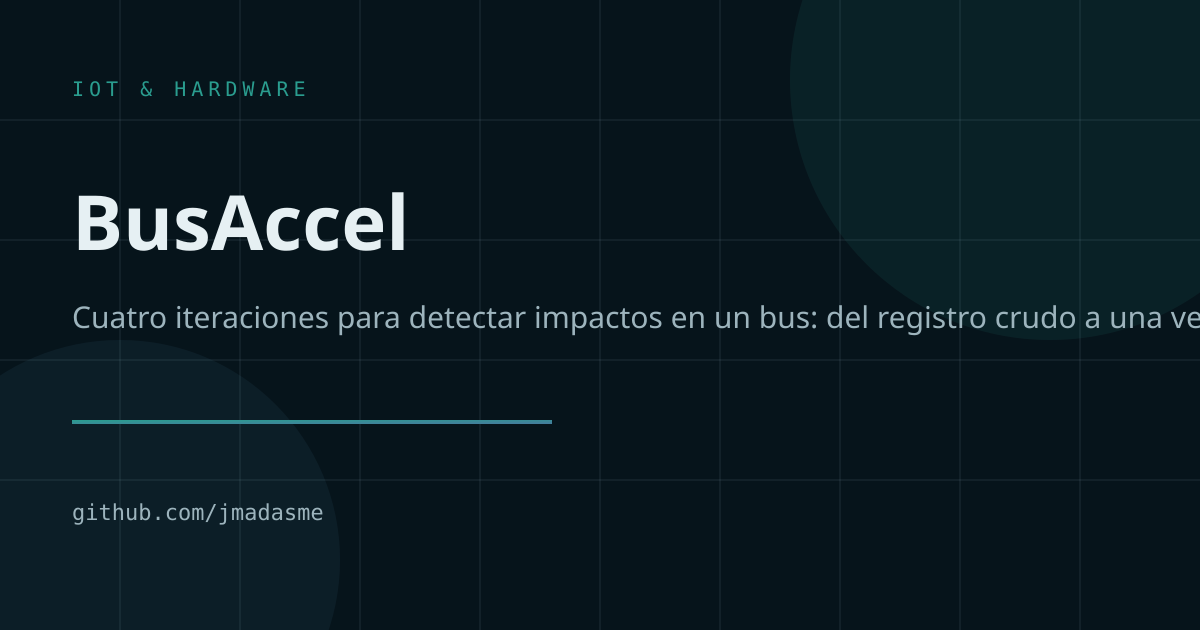 IOT & HARDWARE
BusAccel
Cuatro iteraciones para detectar impactos en un bus: del registro crudo a una
github.com/jmadasme